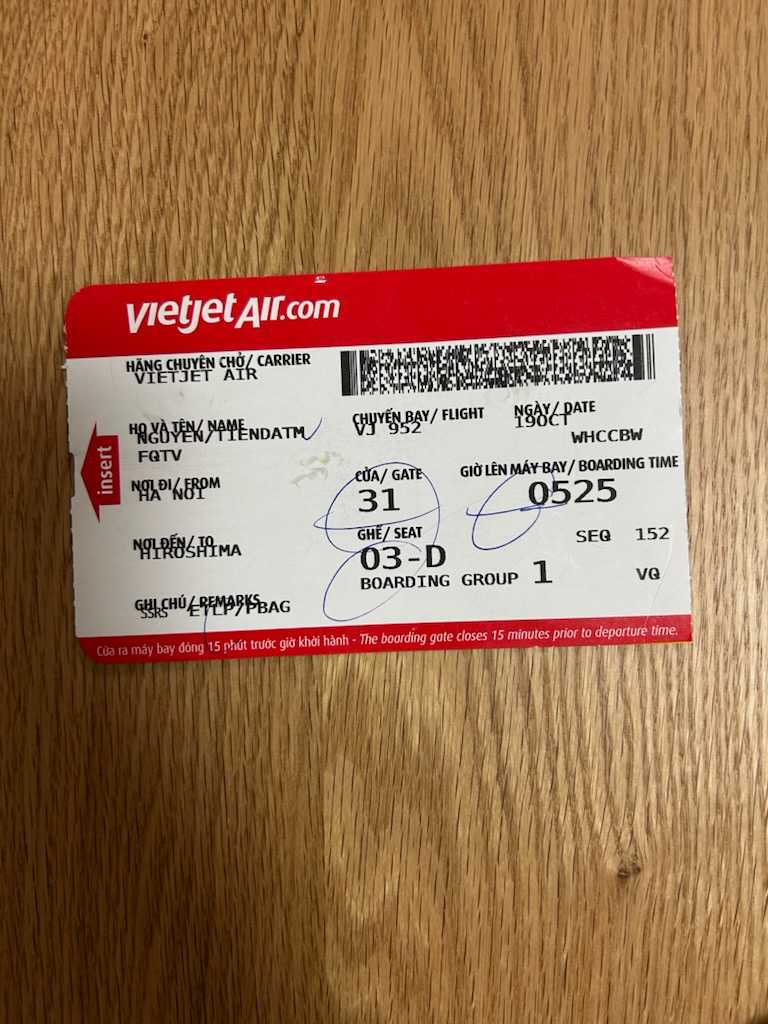 vietjetAir.com
HÃNG CHUYÊN CHỞ/ CARRIER
VIETJET AIR
HỌ VÀ TÊN/ NAME
NGUYEN/TIENDATM
FQTV
CHUYẾN BAY/ FLIGHT
VJ 952
NGÀY/ DATE
19OCT
WHCCBW
NƠI ĐI/ FROM
HA NOI
CỬA/ GATE
31
GIỜ LÊN MÁY BAY/ BOARDING TIME
0525
NƠI ĐẾN/ TO
HIROSHIMA
GHẾ/ SEAT
03-D
SEQ 152
BOARDING GROUP 1
VQ
GHI CHÚ/ REMARKS
SSRS ETLP/PBAG
insert
Cửa ra máy bay đóng 15 phút trước giờ khởi hành - The boarding gate closes 15 minutes prior to departure time.